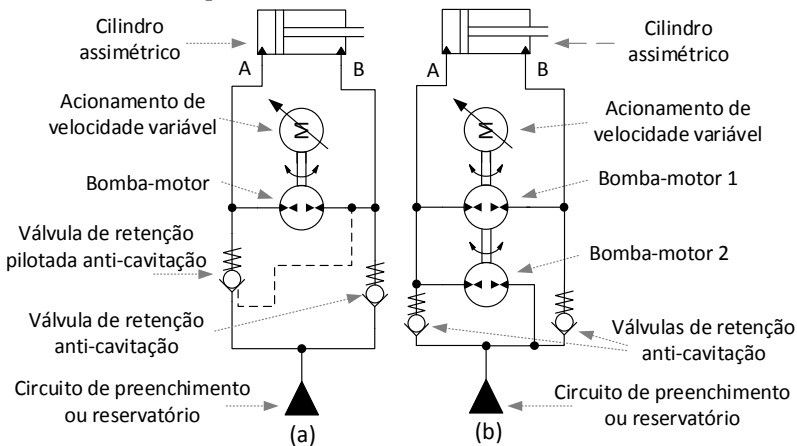 Cilindro
assimétrico
A
B
Acionamento de
velocidade variável
M
Bomba-motor
Válvula de retenção
pilotada anti-cavitação
Válvula de retenção
anti-cavitação
Circuito de preenchimento
ou reservatório
(a)
Cilindro
assimétrico
A
B
Acionamento de
velocidade variável
M
Bomba-motor 1
Bomba-motor 2
Válvulas de retenção
anti-cavitação
Circuito de preenchimento
ou reservatório
(b)